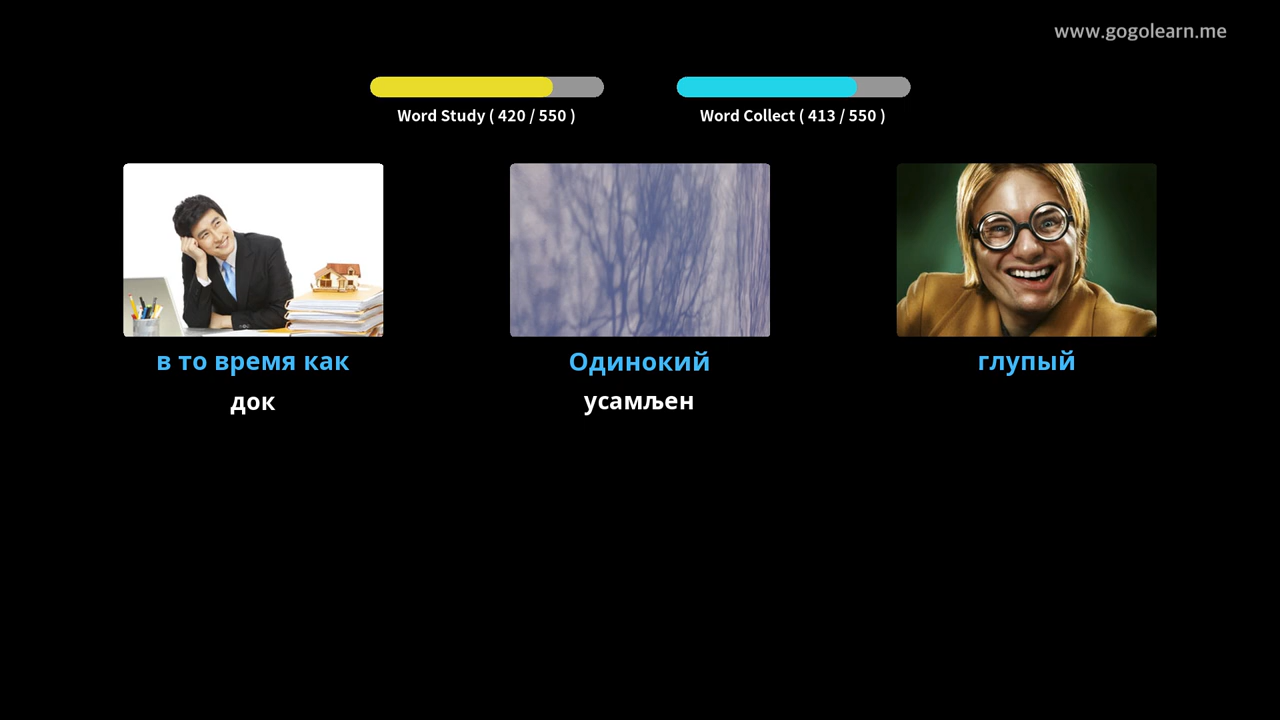 www.gogolearn.me
Word Study ( 420 / 550 )
Word Collect ( 413 / 550 )
в то время как
Одинокий
глупый
док
усамљен